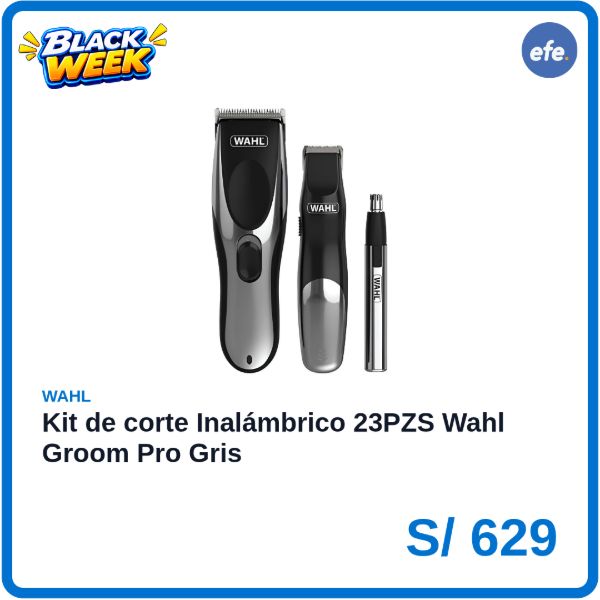 BLACK
WEEK
efe.
WAHL
WAHL
WAHL
WAHL
Kit de corte Inalámbrico 23PZS Wahl
Groom Pro Gris
S/ 629